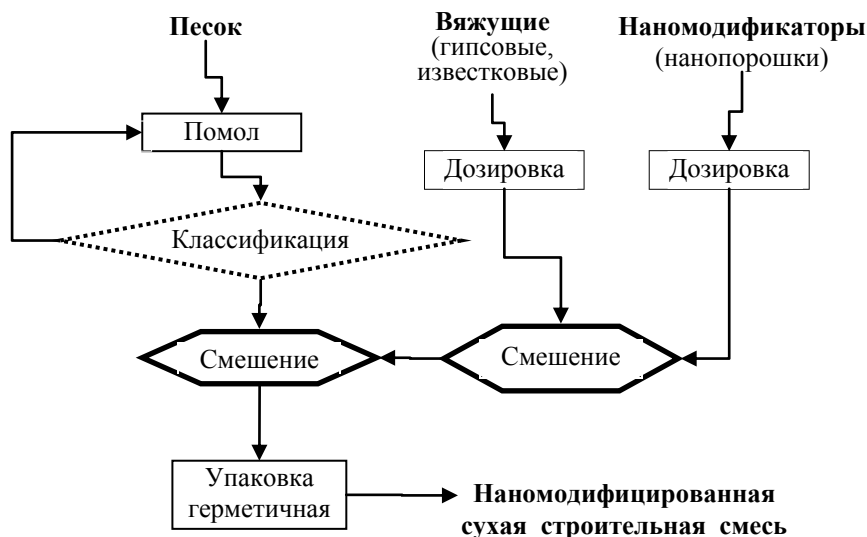 Песок
Вяжущие
(гипсовые,
известковые)
Наномодификаторы
(нанопорошки)
Помол
Дозировка
Дозировка
Классификация
Смешение
Смешение
Упаковка
герметичная
Наномодифицированная
сухая строительная смесь